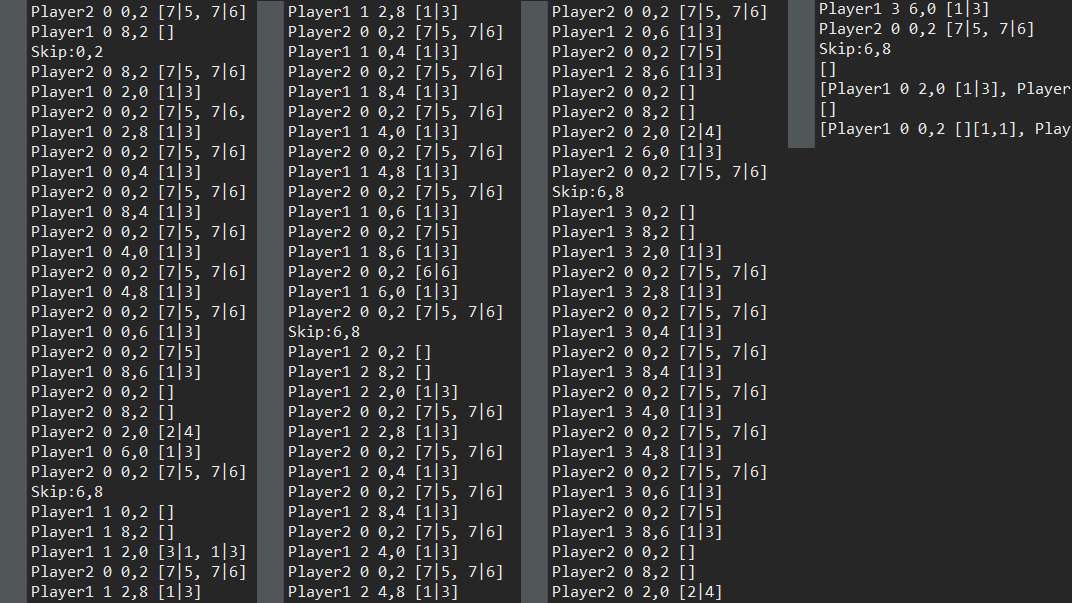 Player2 0 0,2 [7|5, 7|6]
Player1 0 8,2 []
Skip:0,2
Player2 0 8,2 [7|5, 7|6]
Player1 0 2,0 [1|3]
Player2 0 0,2 [7|5, 7|6,
Player1 0 2,8 [1|3]
Player2 0 0,2 [7|5, 7|6]
Player1 0 0,4 [1|3]
Player2 0 0,2 [7|5, 7|6]
Player1 0 8,4 [1|3]
Player2 0 0,2 [7|5, 7|6]
Player1 0 4,0 [1|3]
Player2 0 0,2 [7|5, 7|6]
Player1 0 4,8 [1|3]
Player2 0 0,2 [7|5, 7|6]
Player1 0 0,6 [1|3]
Player2 0 0,2 [7|5]
Player1 0 8,6 [1|3]
Player2 0 0,2 []
Player2 0 8,2 []
Player2 0 2,0 [2|4]
Player1 0 6,0 [1|3]
Player2 0 0,2 [7|5, 7|6]
Skip:6,8
Player1 1 0,2 []
Player1 1 8,2 []
Player1 1 2,0 [3|1, 1|3]
Player2 0 0,2 [7|5, 7|6]
Player1 1 2,8 [1|3]
Player1 1 2,8 [1|3]
Player2 0 0,2 [7|5, 7|6]
Player1 1 0,4 [1|3]
Player2 0 0,2 [7|5, 7|6]
Player1 1 8,4 [1|3]
Player2 0 0,2 [7|5, 7|6]
Player1 1 4,0 [1|3]
Player2 0 0,2 [7|5, 7|6]
Player1 1 4,8 [1|3]
Player2 0 0,2 [7|5, 7|6]
Player1 1 0,6 [1|3]
Player2 0 0,2 [7|5]
Player1 1 8,6 [1|3]
Player2 0 0,2 [6|6]
Player1 1 6,0 [1|3]
Player2 0 0,2 [7|5, 7|6]
Skip:6,8
Player1 2 0,2 []
Player1 2 8,2 []
Player1 2 2,0 [1|3]
Player2 0 0,2 [7|5, 7|6]
Player1 2 2,8 [1|3]
Player2 0 0,2 [7|5, 7|6]
Player1 2 0,4 [1|3]
Player2 0 0,2 [7|5, 7|6]
Player1 2 8,4 [1|3]
Player2 0 0,2 [7|5, 7|6]
Player1 2 4,0 [1|3]
Player2 0 0,2 [7|5, 7|6]
Player1 2 4,8 [1|3]
Player2 0 0,2 [7|5, 7|6]
Player1 2 0,6 [1|3]
Player2 0 0,2 [7|5]
Player1 2 8,6 [1|3]
Player2 0 0,2 []
Player2 0 8,2 []
Player2 0 2,0 [2|4]
Player1 2 6,0 [1|3]
Player2 0 0,2 [7|5, 7|6]
Skip:6,8
Player1 3 0,2 []
Player1 3 8,2 []
Player1 3 2,0 [1|3]
Player2 0 0,2 [7|5, 7|6]
Player1 3 2,8 [1|3]
Player2 0 0,2 [7|5, 7|6]
Player1 3 0,4 [1|3]
Player2 0 0,2 [7|5, 7|6]
Player1 3 8,4 [1|3]
Player2 0 0,2 [7|5, 7|6]
Player1 3 4,0 [1|3]
Player2 0 0,2 [7|5, 7|6]
Player1 3 4,8 [1|3]
Player2 0 0,2 [7|5, 7|6]
Player1 3 0,6 [1|3]
Player2 0 0,2 [7|5]
Player1 3 8,6 [1|3]
Player2 0 0,2 []
Player2 0 8,2 []
Player2 0 2,0 [2|4]
Player1 3 6,0 [1|3]
Player2 0 0,2 [7|5, 7|6]
Skip:6,8
[]
[Player1 0 2,0 [1|3], Player
[]
[Player1 0 0,2 [][1,1], Play